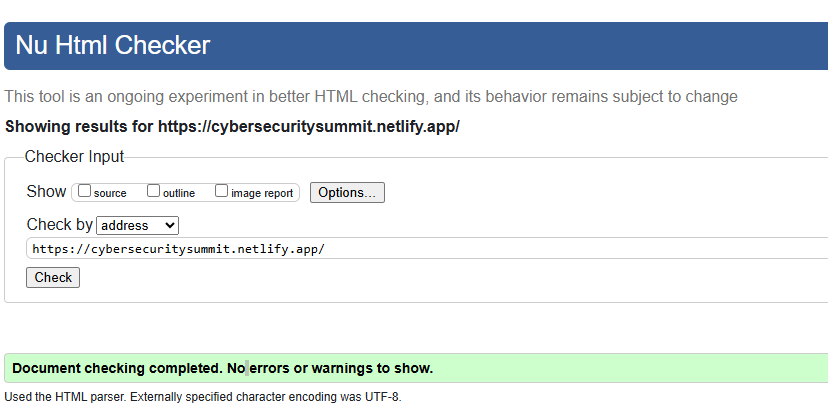 Nu Html Checker
This tool is an ongoing experiment in better HTML checking, and its behavior remains subject to change
Showing results for https://cybersecuritysummit.netlify.app/
Checker Input
Show source outline image report Options...
Check by address
https://cybersecuritysummit.netlify.app/
Check
Document checking completed. No errors or warnings to show.
Used the HTML parser. Externally specified character encoding was UTF-8.